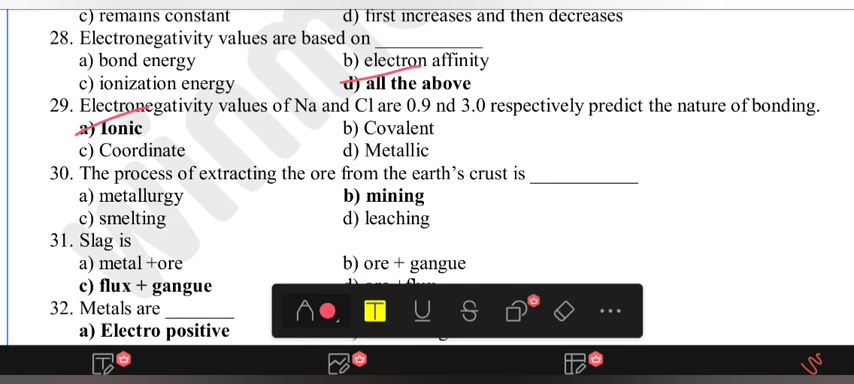 c) remains constant d) first increases and then decreases
28. Electronegativity values are based on ___________
a) bond energy b) electron affinity
c) ionization energy d) all the above
29. Electronegativity values of Na and Cl are 0.9 nd 3.0 respectively predict the nature of bonding.
a) Ionic b) Covalent
c) Coordinate d) Metallic
30. The process of extracting the ore from the earth's crust is ___________
a) metallurgy b) mining
c) smelting d) leaching
31. Slag is
a) metal +ore b) ore + gangue
c) flux + gangue
32. Metals are _______
a) Electro positive